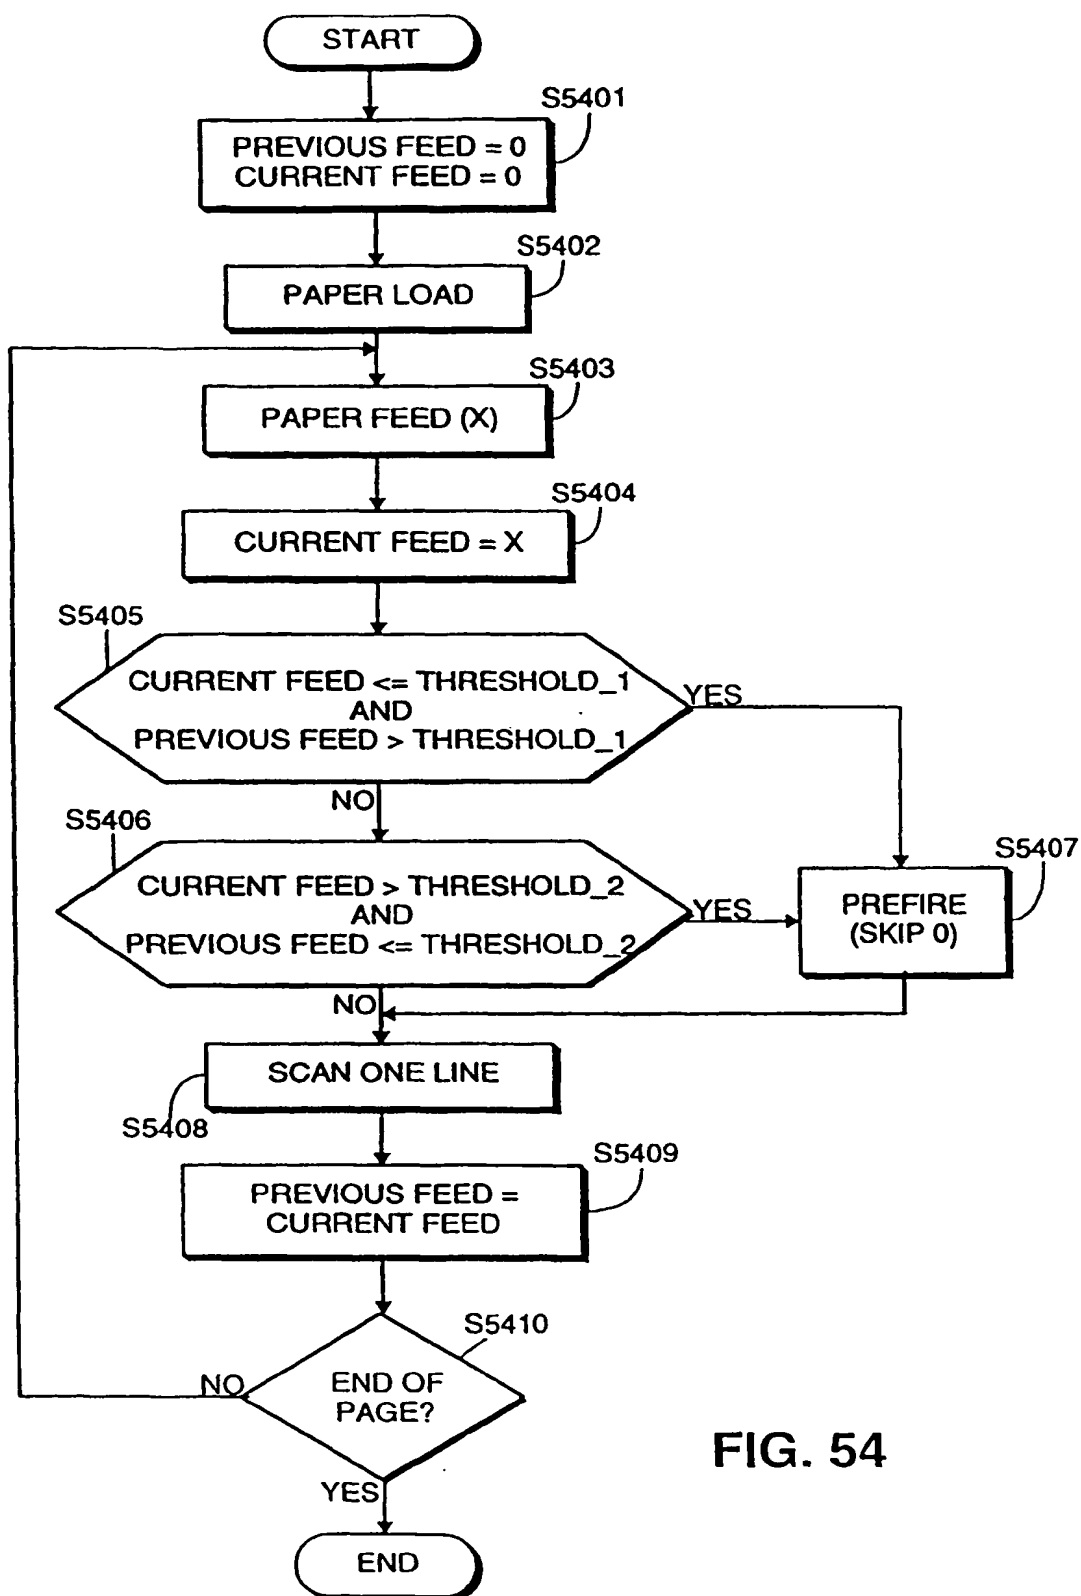 START
S5401
PREVIOUS FEED = 0
CURRENT FEED = 0
S5402
PAPER LOAD
S5403
PAPER FEED (X)
S5404
CURRENT FEED = X
S5405
CURRENT FEED <= THRESHOLD_1
AND
PREVIOUS FEED > THRESHOLD_1
YES
NO
S5406
CURRENT FEED > THRESHOLD_2
AND
PREVIOUS FEED <= THRESHOLD_2
YES
S5407
PREFIRE
(SKIP 0)
NO
SCAN ONE LINE
S5408
S5409
PREVIOUS FEED =
CURRENT FEED
S5410
NO
END OF
PAGE?
YES
END
FIG. 54